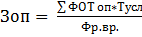 Зоп = ∑ ФОТ оп*Тусл / Фр.вр.